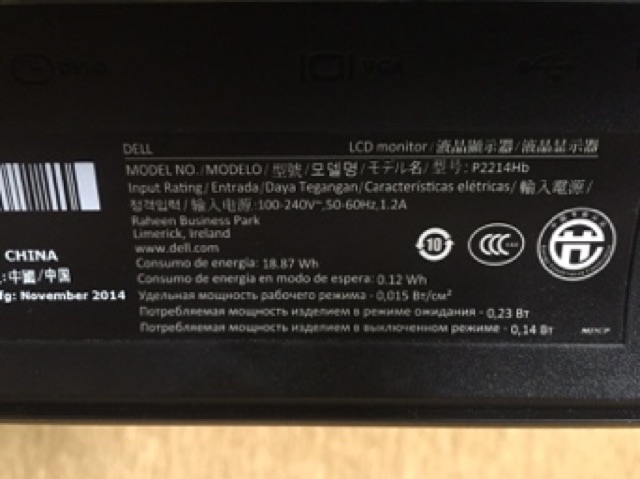 DVI-D
VGA
DELL
LCD monitor/液晶顯示器/液晶显示器
MODEL NO./MODELO/型號/모델명/モデル名/型号: P2214Hb
Input Rating/Entrada/Daya Tegangan/Características elétricas/輸入電源/
정격입력/输入电源:100-240V~,50-60Hz,1.2A
Raheen Business Park
Limerick, Ireland
www.dell.com
Consumo de energia: 18.87 Wh
Consumo de energia en modo de espera: 0.12 Wh
Удельная мощность рабочего режима - 0,015 Вт/см²
Потребляемая мощность изделием в режиме ожидания - 0,23 Вт
Потребляемая мощность изделием в выключенном режиме - 0,14 Вт
CHINA
:中國/中国
fg: November 2014
10
CCC